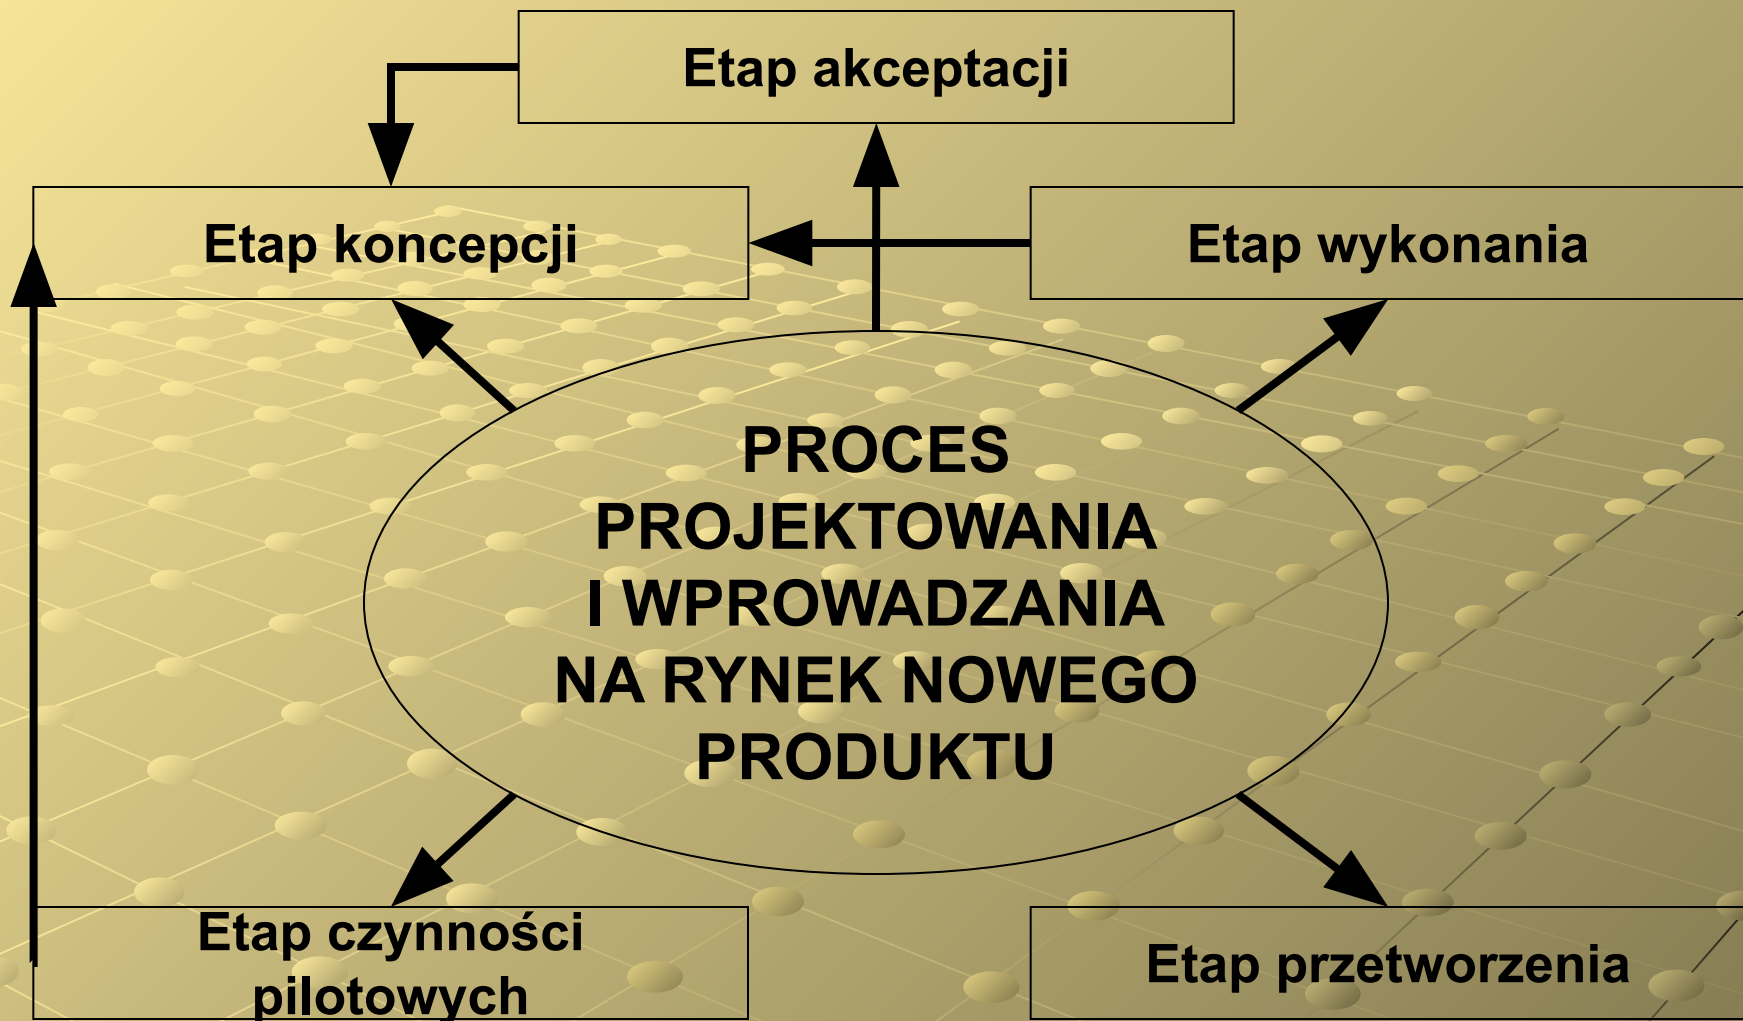 Etap akceptacji
Etap koncepcji
Etap wykonania
PROCES
PROJEKTOWANIA
I WPROWADZANIA
NA RYNEK NOWEGO
PRODUKTU
Etap czynności
pilotowych
Etap przetworzenia